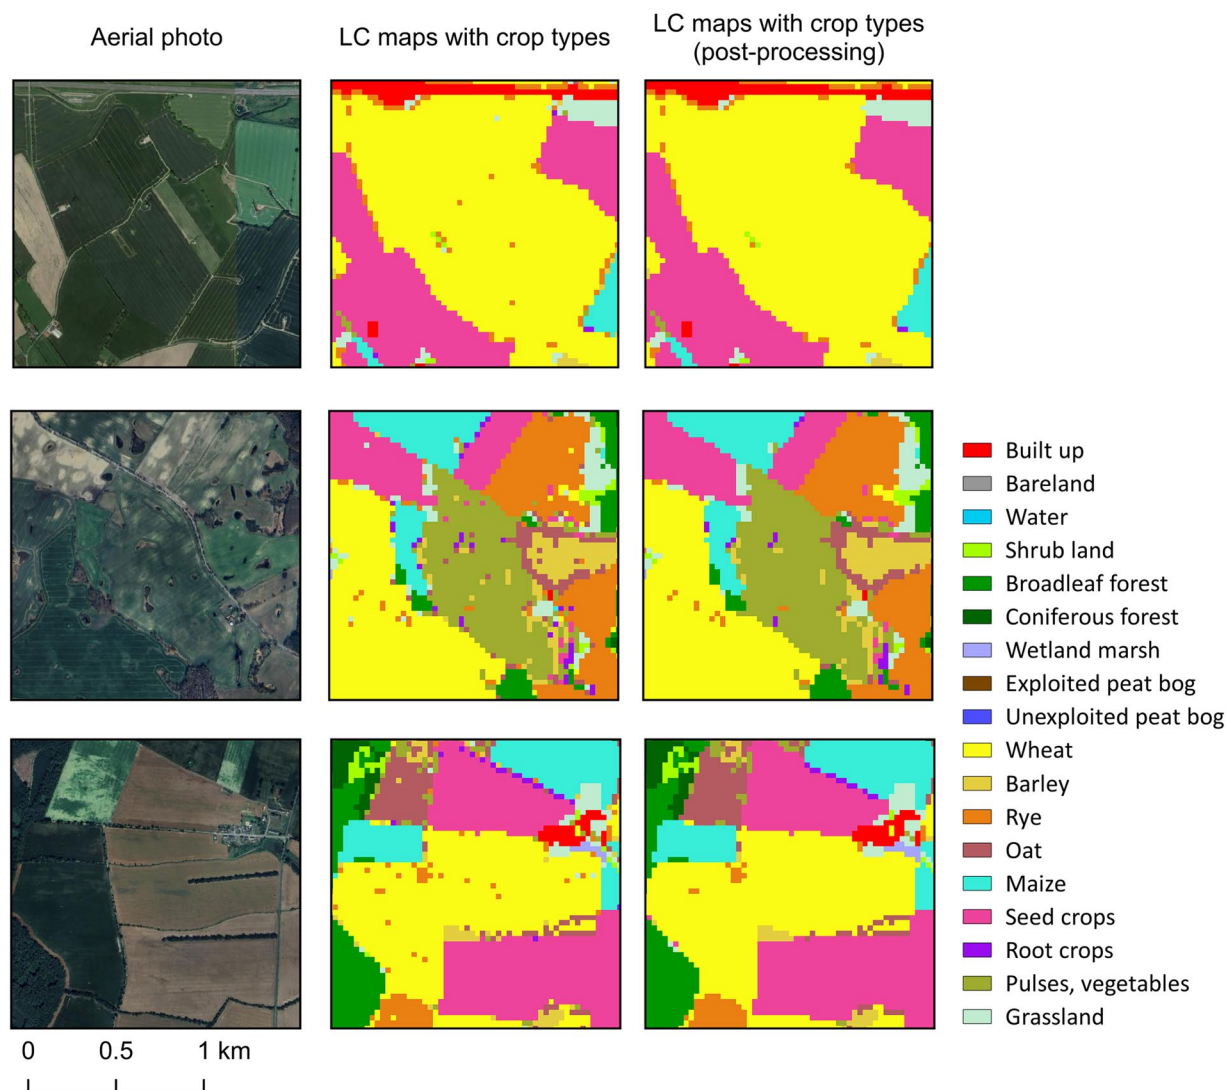 Aerial photo
LC maps with crop types
LC maps with crop types
(post-processing)
Built up
Bareland
Water
Shrub land
Broadleaf forest
Coniferous forest
Wetland marsh
Exploited peat bog
Unexploited peat bog
Wheat
Barley
Rye
Oat
Maize
Seed crops
Root crops
Pulses, vegetables
Grassland
0 0.5 1 km